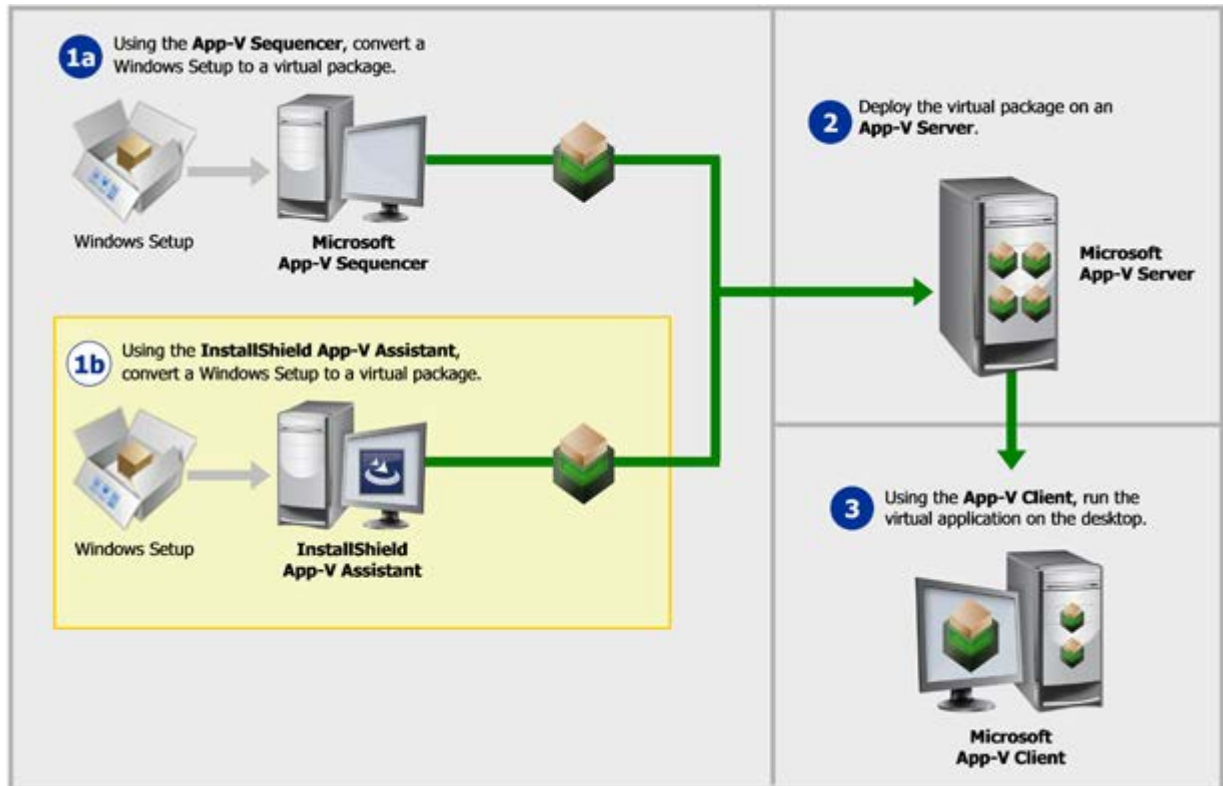 1a
Using the App-V Sequencer, convert a
Windows Setup to a virtual package.
Windows Setup
Microsoft
App-V Sequencer
1b
Using the InstallShield App-V Assistant,
convert a Windows Setup to a virtual package.
Windows Setup
InstallShield
App-V Assistant
2
Deploy the virtual package on an
App-V Server.
Microsoft
App-V Server
3
Using the App-V Client, run the
virtual application on the desktop.
Microsoft
App-V Client